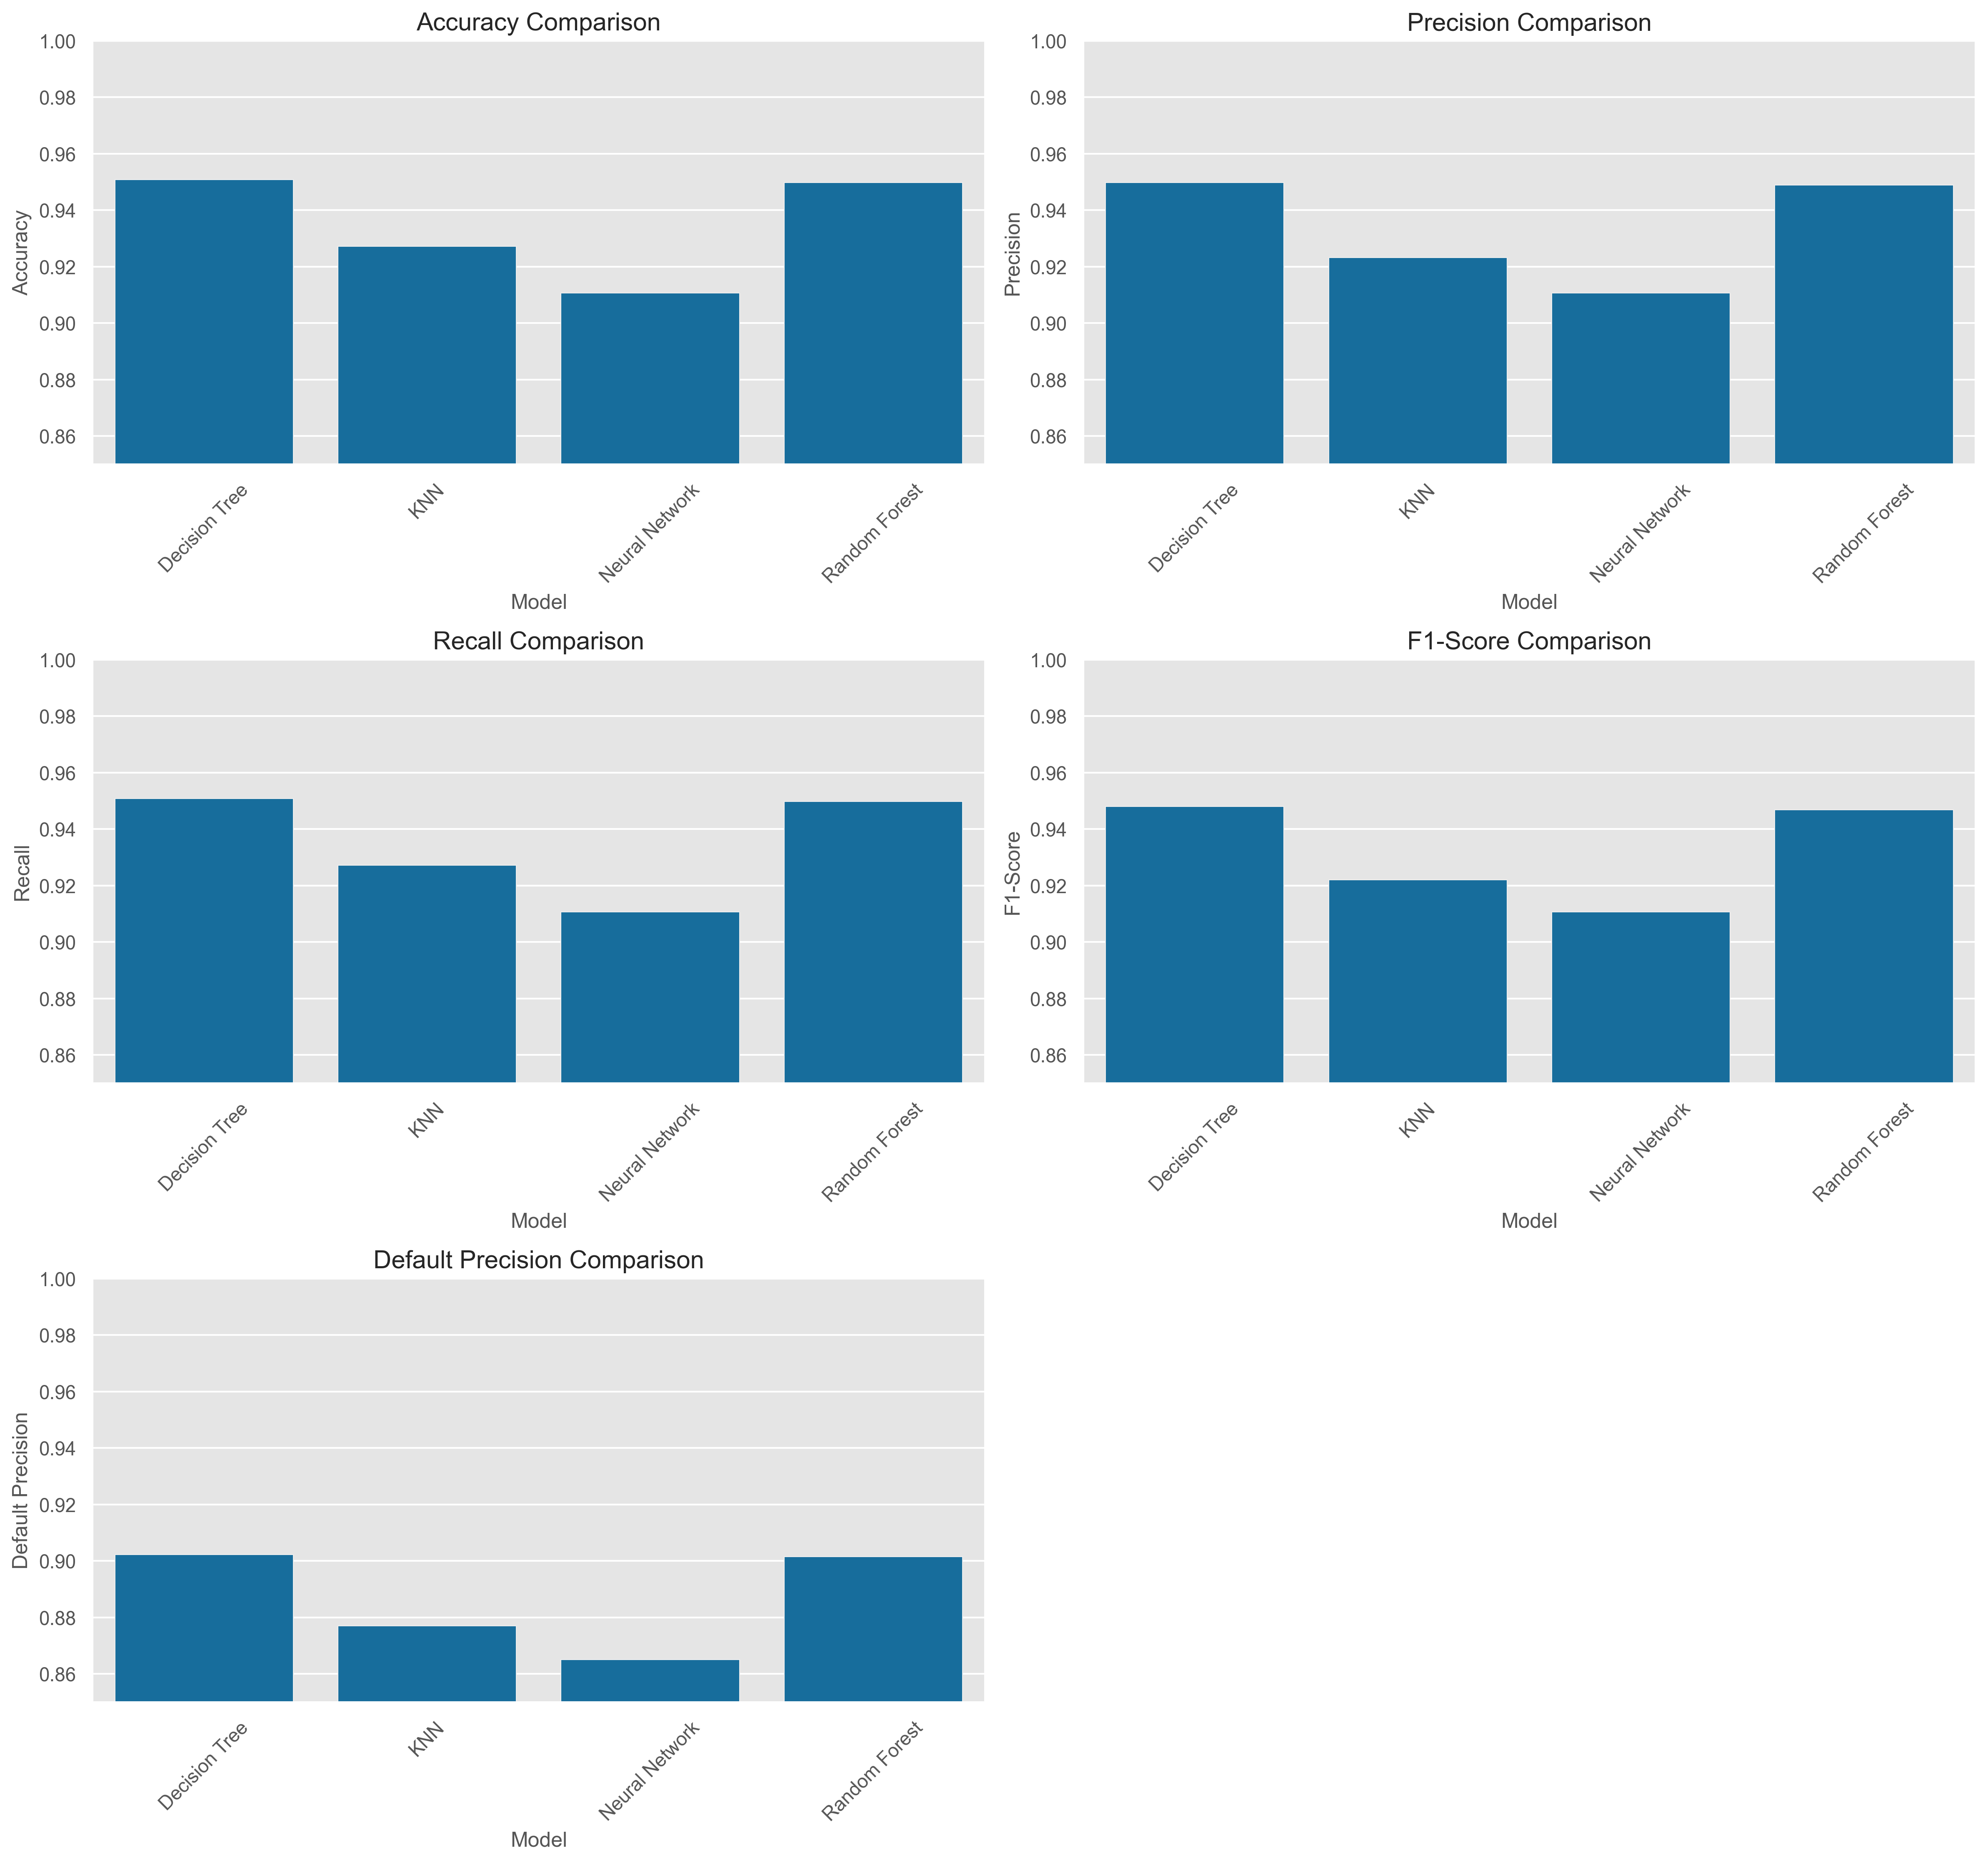 Accuracy Comparison
1.00
0.98
0.96
0.94
0.92
0.90
0.88
0.86
Accuracy
Decision Tree
KNN
Neural Network
Random Forest
Model
Precision Comparison
1.00
0.98
0.96
0.94
0.92
0.90
0.88
0.86
Precision
Decision Tree
KNN
Neural Network
Random Forest
Model
Recall Comparison
1.00
0.98
0.96
0.94
0.92
0.90
0.88
0.86
Recall
Decision Tree
KNN
Neural Network
Random Forest
Model
F1-Score Comparison
1.00
0.98
0.96
0.94
0.92
0.90
0.88
0.86
F1-Score
Decision Tree
KNN
Neural Network
Random Forest
Model
Default Precision Comparison
1.00
0.98
0.96
0.94
0.92
0.90
0.88
0.86
Default Precision
Decision Tree
KNN
Neural Network
Random Forest
Model